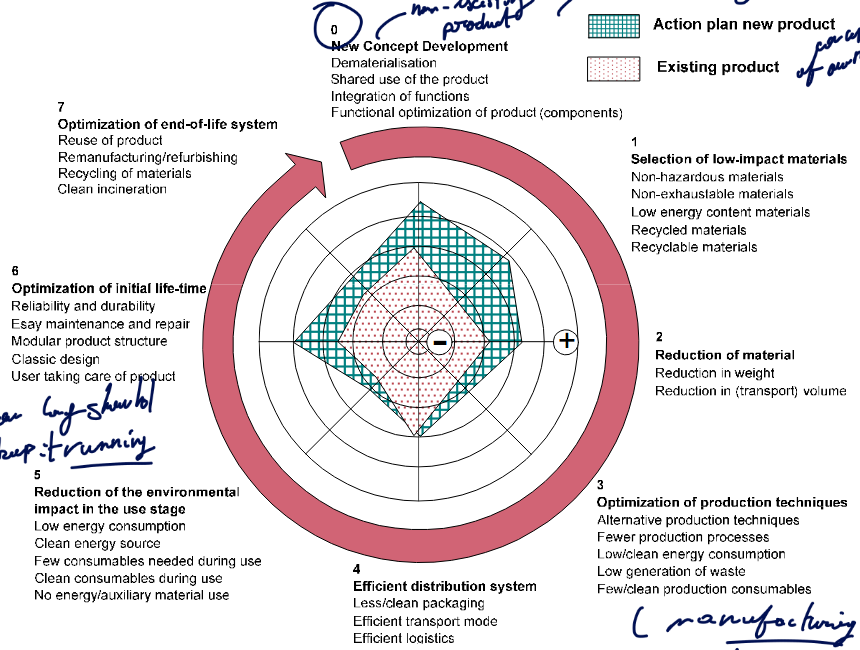 non-existing
product
Action plan new product
Existing product
of
0
New Concept Development
Dematerialisation
Shared use of the product
Integration of functions
Functional optimization of product (components)
7
Optimization of end-of-life system
Reuse of product
Remanufacturing/refurbishing
Recycling of materials
Clean incineration
1
Selection of low-impact materials
Non-hazardous materials
Non-exhaustable materials
Low energy content materials
Recycled materials
Recyclable materials
6
Optimization of initial life-time
Reliability and durability
Esay maintenance and repair
Modular product structure
Classic design
User taking care of product
-
+
2
Reduction of material
Reduction in weight
Reduction in (transport) volume
long should
keep it running
5
Reduction of the environmental
impact in the use stage
Low energy consumption
Clean energy source
Few consumables needed during use
Clean consumables during use
No energy/auxiliary material use
3
Optimization of production techniques
Alternative production techniques
Fewer production processes
Low/clean energy consumption
Low generation of waste
Few/clean production consumables
4
Efficient distribution system
Less/clean packaging
Efficient transport mode
Efficient logistics
( manufacturing